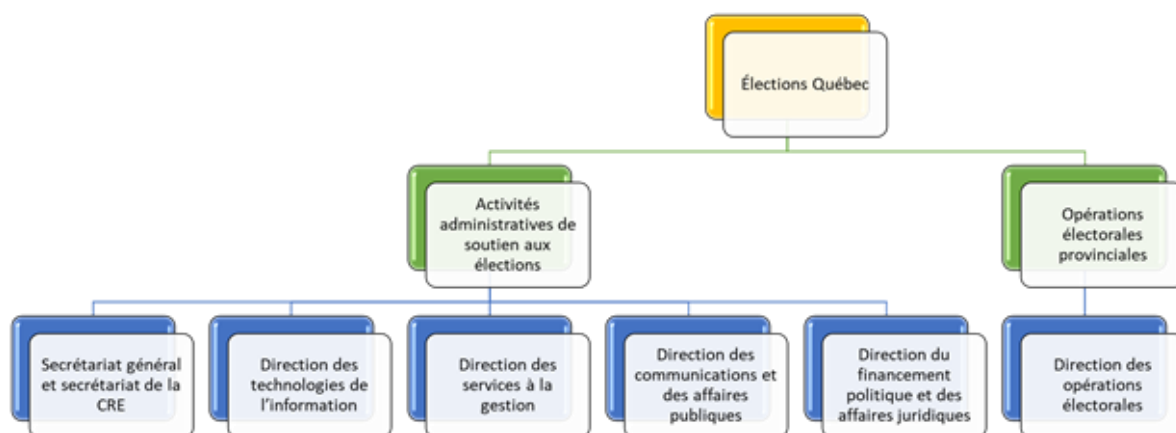 Élections Québec
Activités
administratives de
soutien aux
élections
Opérations
électorales
provinciales
Secrétariat général
et secrétariat de la
CRE
Direction des
technologies de
l'information
Direction des
services à la
gestion
Direction des
communications et
des affaires
publiques
Direction du
financement
politique et des
affaires juridiques
Direction des
opérations
électorales